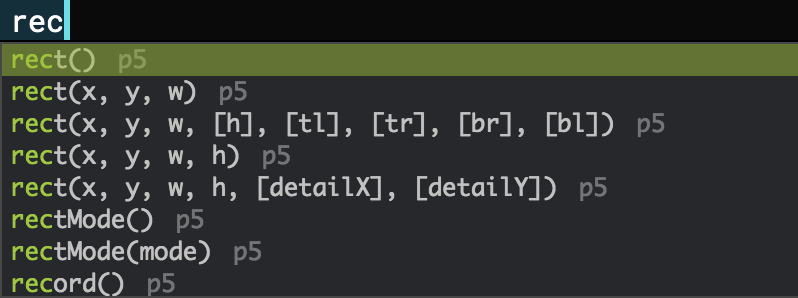 rec
rect() p5
rect(x, y, w) p5
rect(x, y, w, [h], [tl], [tr], [br], [bl]) p5
rect(x, y, w, h) p5
rect(x, y, w, h, [detailX], [detailY]) p5
rectMode() p5
rectMode(mode) p5
record() p5